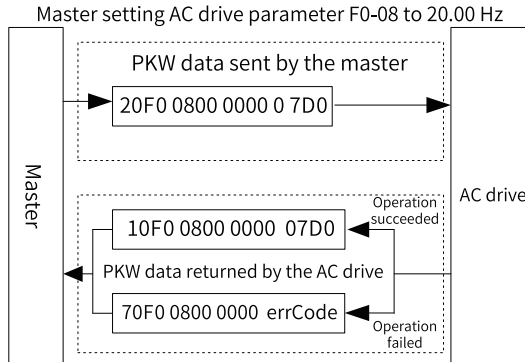 Master setting AC drive parameter F0-08 to 20.00 Hz
PKW data sent by the master
20F0 0800 0000 0 7D0
Master
AC drive
Operation
succeeded
10F0 0800 0000 07D0
PKW data returned by the AC drive
70F0 0800 0000 errCode
Operation
failed